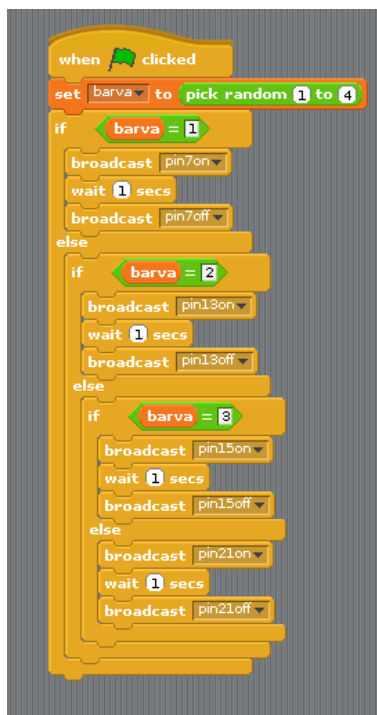 when clicked
set barva to pick random 1 to 4
if barva = 1
broadcast pin7on
wait 1 secs
broadcast pin7off
else
if barva = 2
broadcast pin13on
wait 1 secs
broadcast pin13off
else
if barva = 3
broadcast pin15on
wait 1 secs
broadcast pin15off
else
broadcast pin21on
wait 1 secs
broadcast pin21off